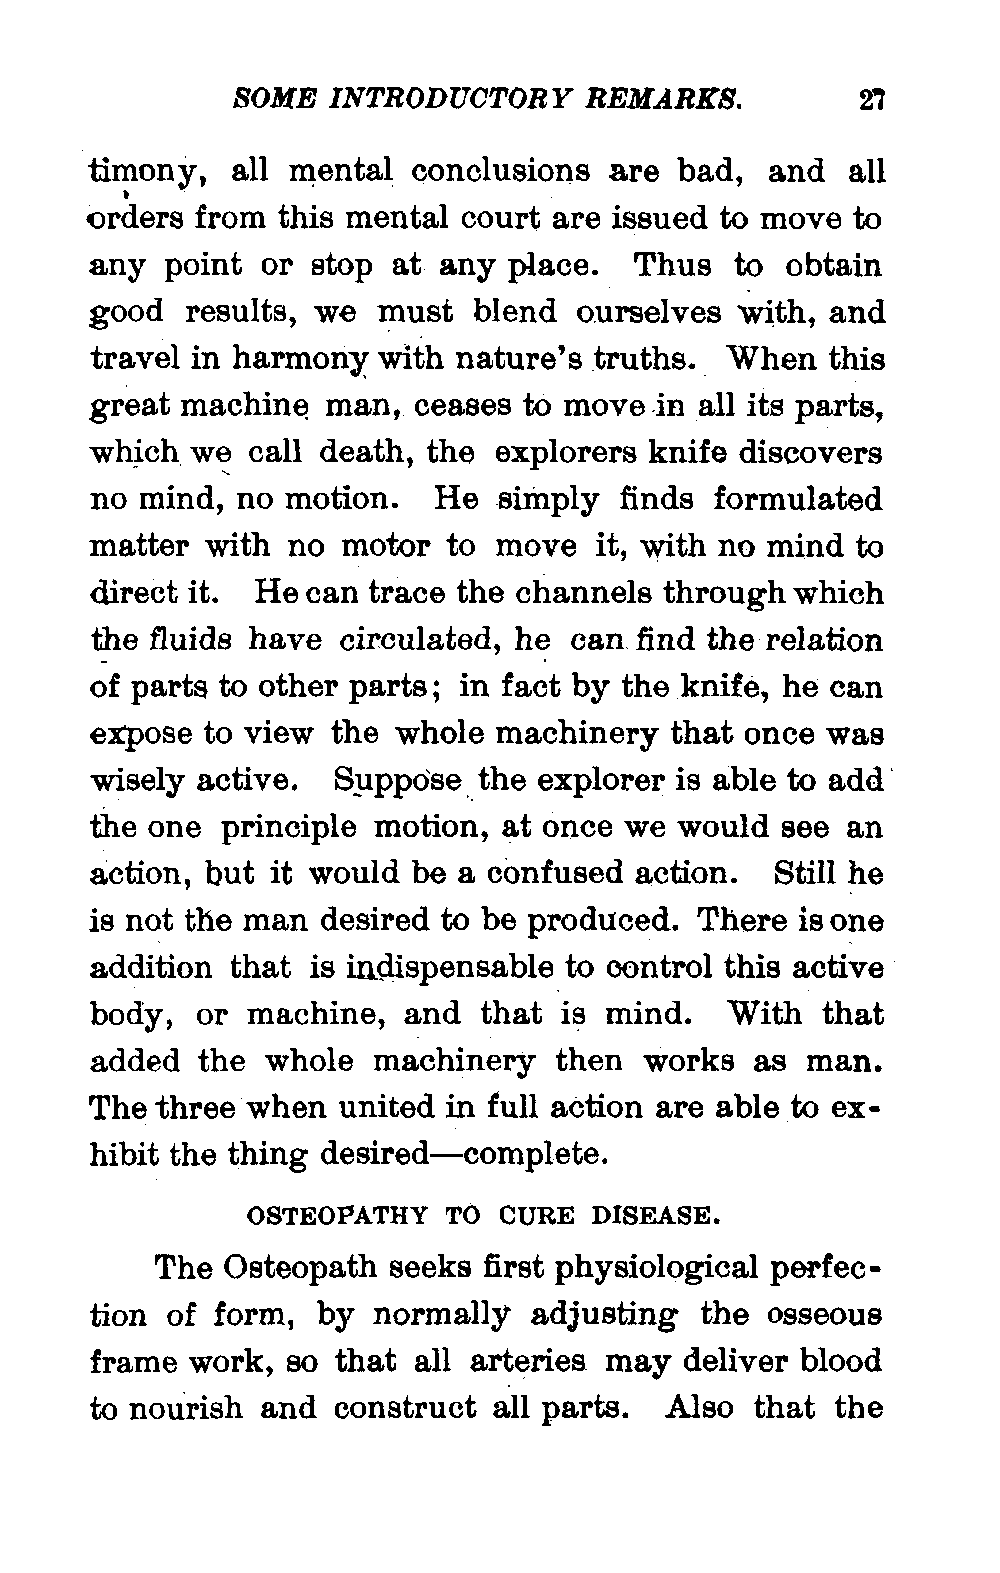 SOME INTRODUCTORY REMARKS. 27
timony, all mental conclusions are bad, and all
orders from this mental court are issued to move to
any point or stop at any place. Thus to obtain
good results, we must blend ourselves with, and
travel in harmony with nature's truths. When this
great machine man, ceases to move in all its parts,
which we call death, the explorers knife discovers
no mind, no motion. He simply finds formulated
matter with no motor to move it, with no mind to
direct it. He can trace the channels through which
the fluids have circulated, he can find the relation
of parts to other parts; in fact by the knife, he can
expose to view the whole machinery that once was
wisely active. Suppose the explorer is able to add
the one principle motion, at once we would see an
action, but it would be a confused action. Still he
is not the man desired to be produced. There is one
addition that is indispensable to control this active
body, or machine, and that is mind. With that
added the whole machinery then works as man.
The three when united in full action are able to ex-
hibit the thing desired—complete.
OSTEOPATHY TO CURE DISEASE.
The Osteopath seeks first physiological perfec-
tion of form, by normally adjusting the osseous
frame work, so that all arteries may deliver blood
to nourish and construct all parts. Also that the